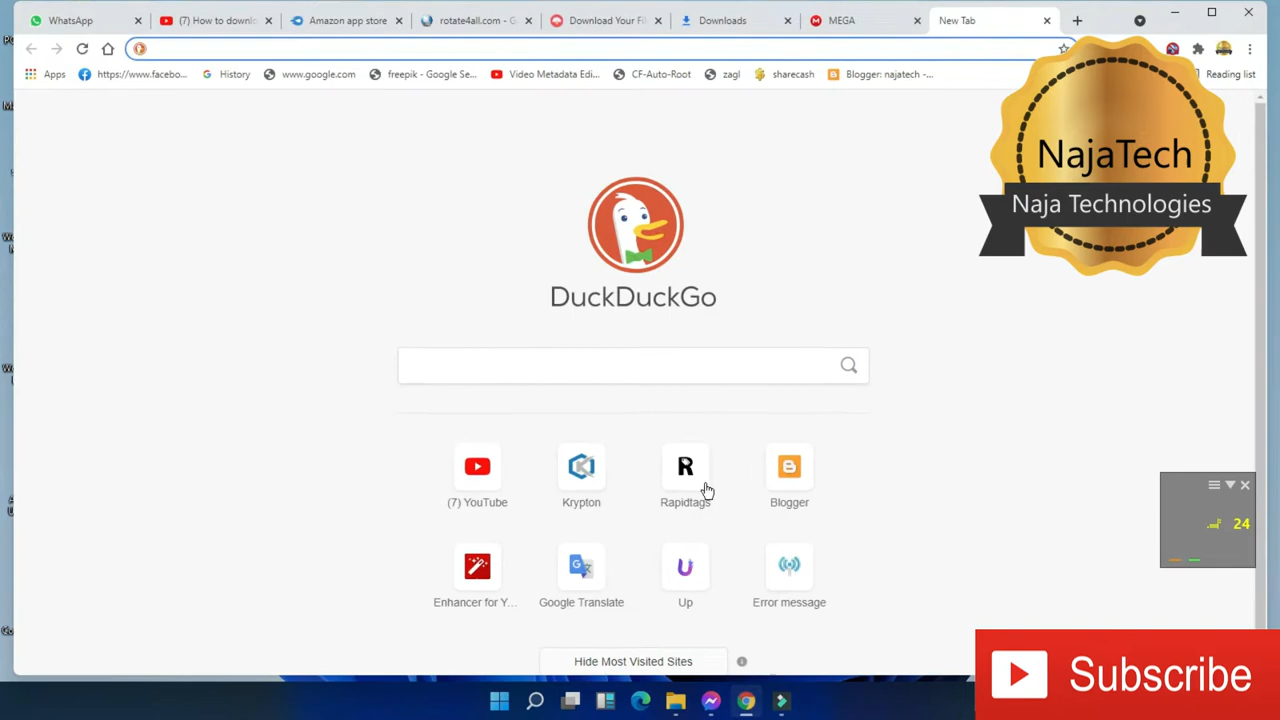 WhatsApp
(7) How to downlo
Amazon app store
rotate4all.com - G
Download Your Fi
Downloads
MEGA
New Tab
Apps
https://www.facebo...
History
www.google.com
freepik - Google Se...
Video Metadata Edi...
CF-Auto-Root
zagl
sharecash
Blogger: najatech -...
Reading list
NajaTech
Naja Technologies
DuckDuckGo
(7) YouTube
Krypton
R
Rapidtags
Blogger
Enhancer for Y...
Google Translate
Up
Error message
24
Hide Most Visited Sites
Subscribe